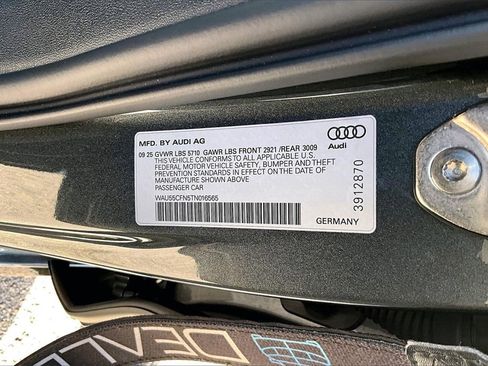 MFD. BY AUDI AG
09 25 GVWR LBS 5710 GAWR LBS FRONT 2921 /REAR 3009
THIS VEHICLE CONFORMS TO ALL APPLICABLE U.S.
FEDERAL MOTOR VEHICLE SAFETY, BUMPER AND THEFT
PREVENTION STANDARDS IN EFFECT ON THE DATE OF
MANUFACTURE SHOWN ABOVE
PASSENGER CAR
WAU55CFN5TN016565
Audi
3912870
GERMANY